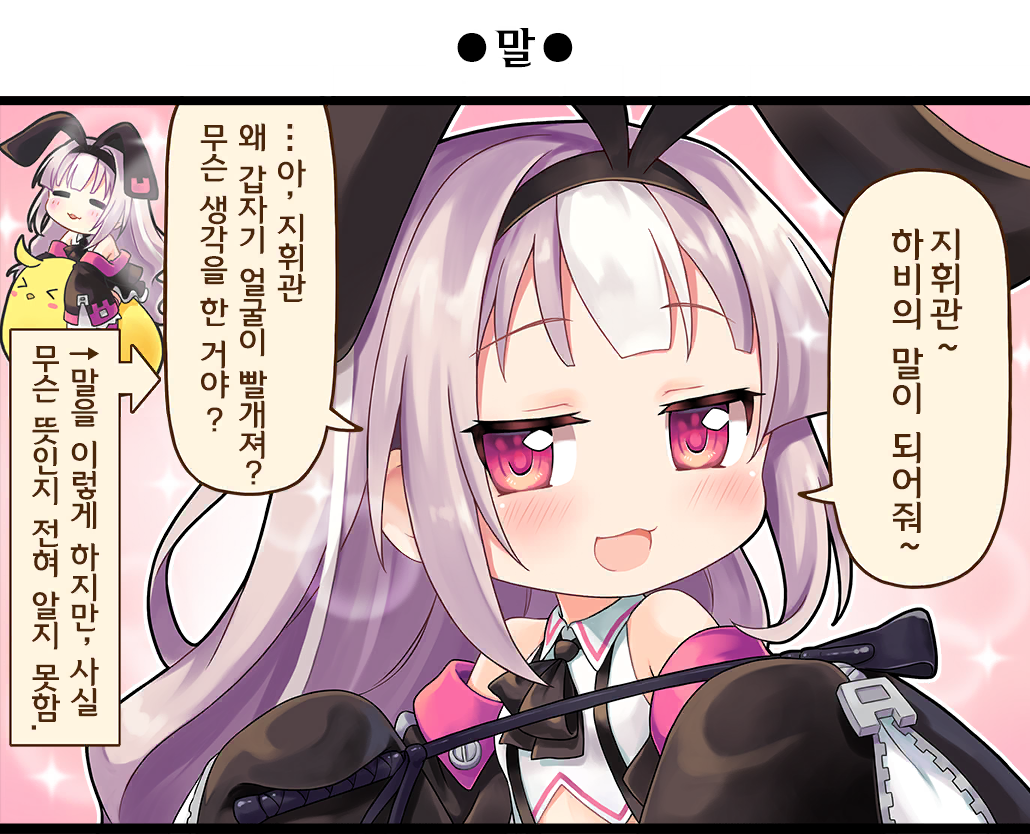 ●말●
지휘관~
하비의 말이 되어줘~
…아, 지휘관
왜 갑자기 얼굴이 빨개져?
무슨 생각을 한 거야?
→말을 이렇게 하지만, 사실
무슨 뜻인지 전혀 알지 못함.